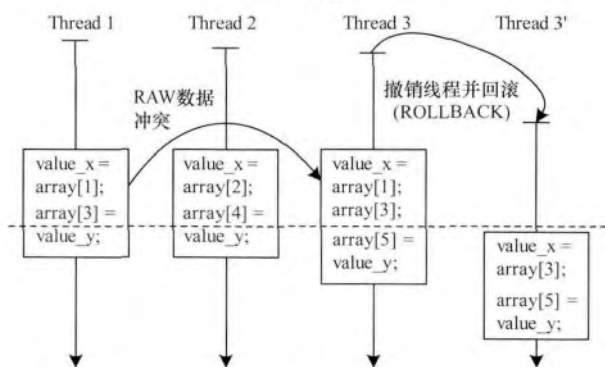 Thread 1
Thread 2
Thread 3
Thread 3'
RAW数据
冲突
撤销线程并回滚
(ROLLBACK)
value_x =
array[1];
array[3] =
value_y;
value_x =
array[2];
array[4] =
value_y;
value_x =
array[1];
array[3];
array[5] =
value_y;
value_x =
array[3];
array[5] =
value_y;